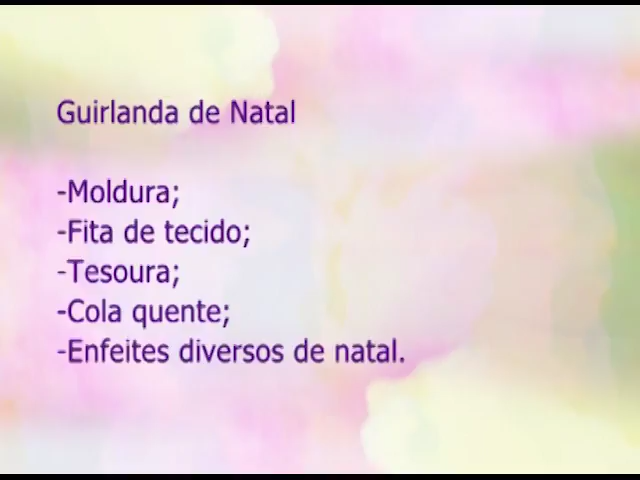 Guirlanda de Natal
-Moldura;
-Fita de tecido;
-Tesoura;
-Cola quente;
-Enfeites diversos de natal.